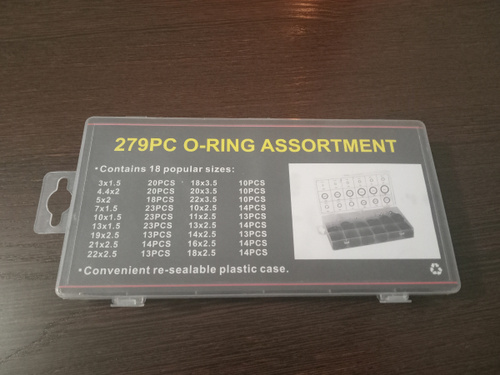 279PC O-RING ASSORTMENT
•Contains 18 popular sizes:
3x1.5 20PCS 18x3.5 10PCS
4.4x2 20PCS 20x3.5 10PCS
5x2 18PCS 22x3.5 10PCS
7x1.5 23PCS 10x2.5 14PCS
10x1.5 23PCS 11x2.5 13PCS
13x1.5 23PCS 13x2.5 14PCS
19x2.5 13PCS 14x2.5 13PCS
21x2.5 14PCS 16x2.5 14PCS
22x2.5 13PCS 18x2.5 14PCS
•Convenient re-sealable plastic case.